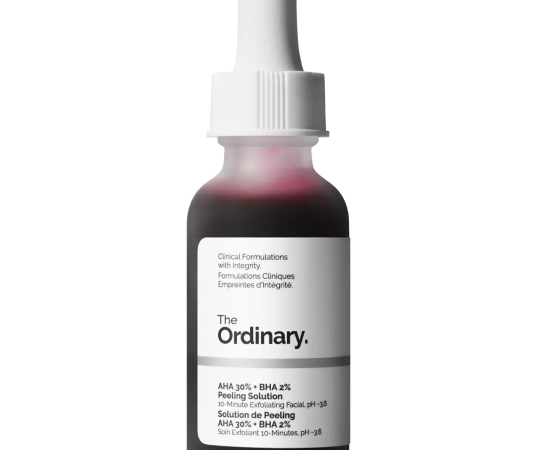 Clinical Formulations
with Integrity.
Formulations Cliniques
Empreintes d'Intégrité.
The
Ordinary.
AHA 30% + BHA 2%
Peeling Solution
10-Minute Exfoliating Facial, pH ~3.6
Solution de Peeling
AHA 30% + BHA 2%
Soin Exfoliant 10-Minutes, pH ~3.6